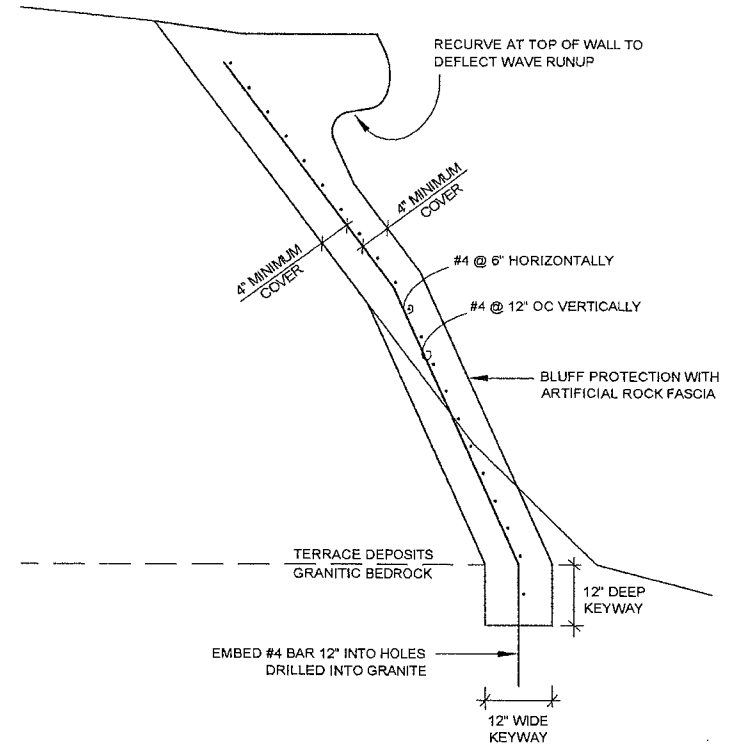 RECURVE AT TOP OF WALL TO
DEFLECT WAVE RUNUP
4" MINIMUM
COVER
4" MINIMUM
COVER
#4 @ 6" HORIZONTALLY
#4 @ 12" OC VERTICALLY
BLUFF PROTECTION WITH
ARTIFICIAL ROCK FASCIA
TERRACE DEPOSITS
GRANITIC BEDROCK
12" DEEP
KEYWAY
EMBED #4 BAR 12" INTO HOLES
DRILLED INTO GRANITE
12" WIDE
KEYWAY